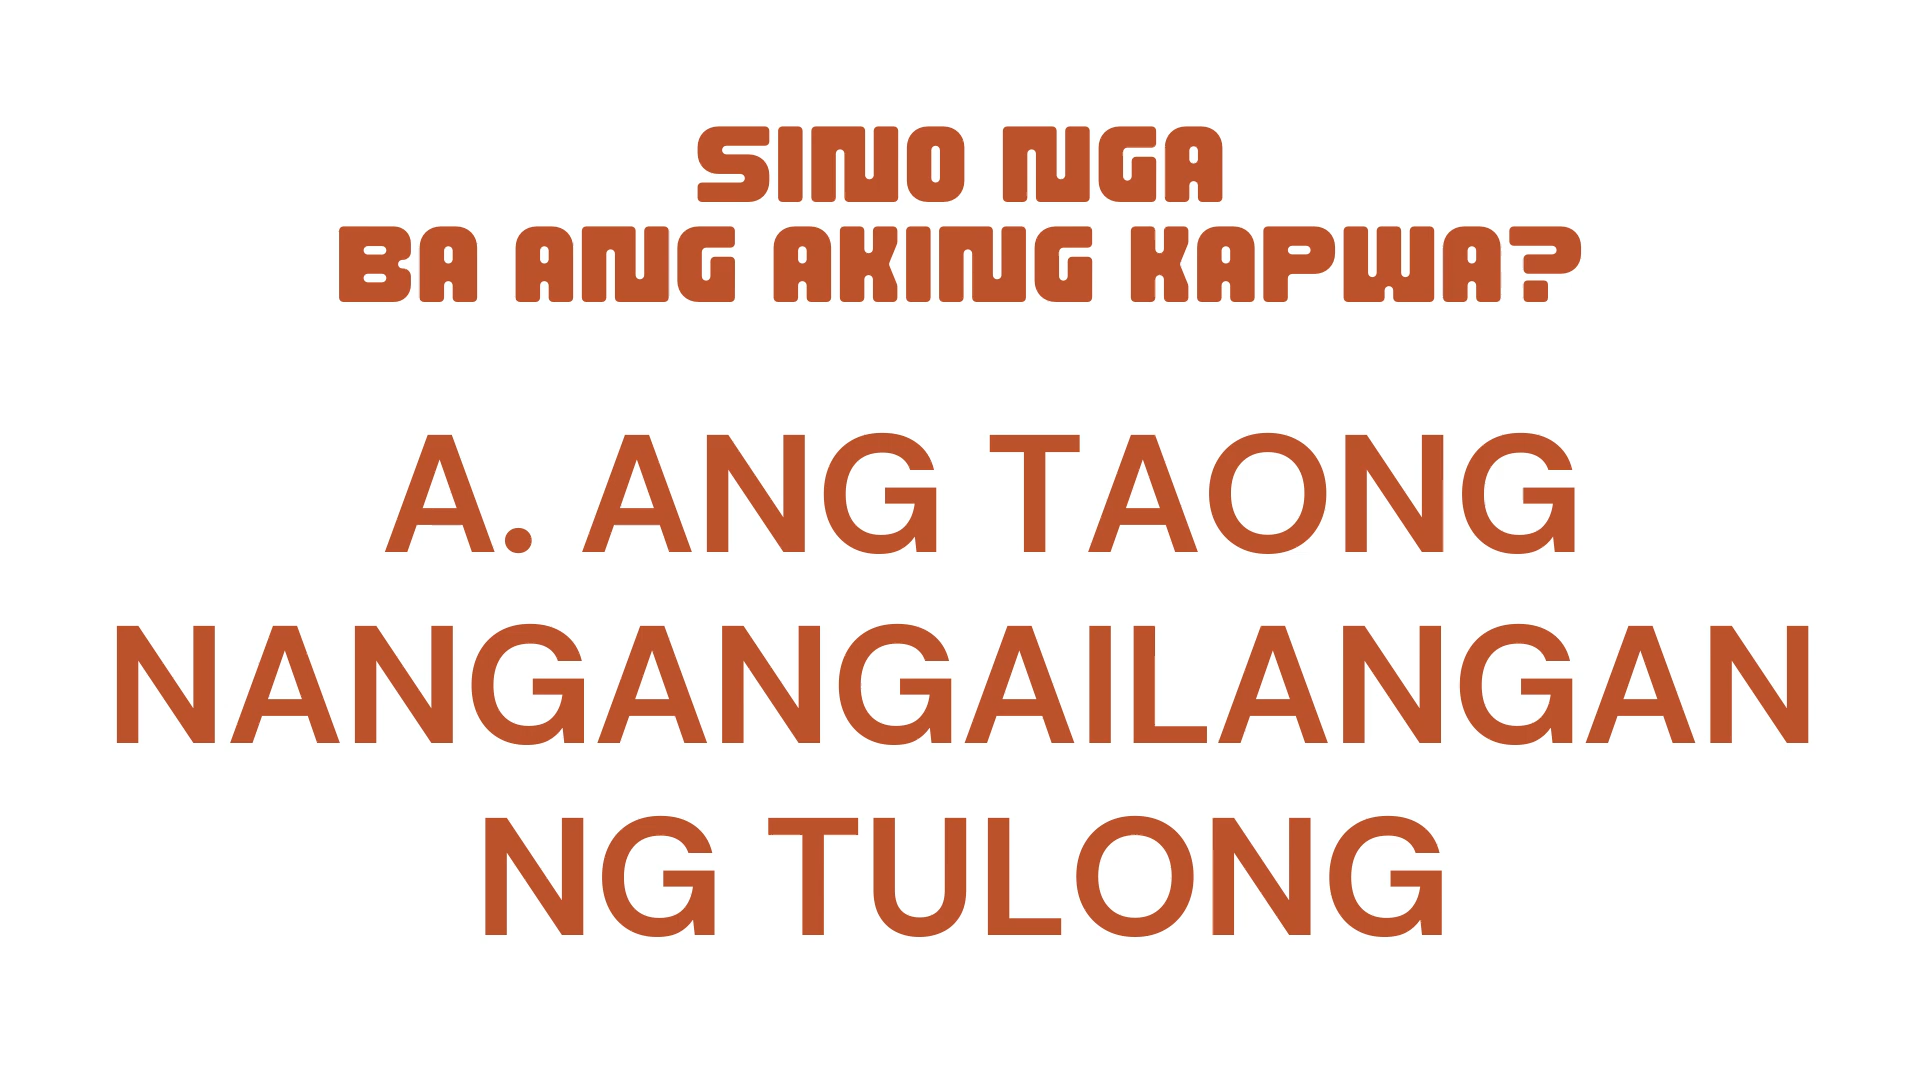 SINO NGA
BA ANG AKING KAPWA?
A. ANG TAONG
NANGANGAILANGAN
NG TULONG